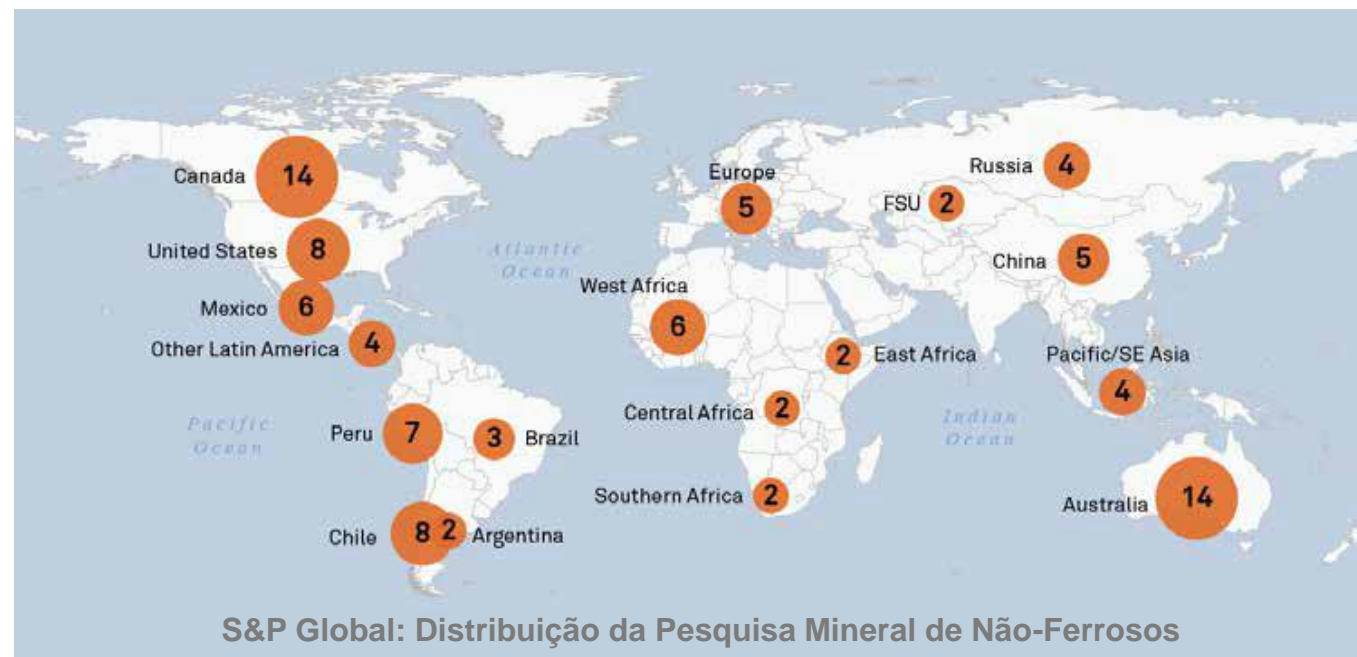 Canada 14
United States 8
Mexico 6
Other Latin America 4
Peru 7
3 Brazil
Chile 8
2 Argentina
Atlantic
Ocean
Pacific
Ocean
Europe
5
West Africa
6
2 East Africa
Central Africa 2
Southern Africa 2
Russia 4
FSU 2
China 5
Pacific/SE Asia
4
Indian
Ocean
Australia 14
S&P Global: Distribuição da Pesquisa Mineral de Não-Ferrosos